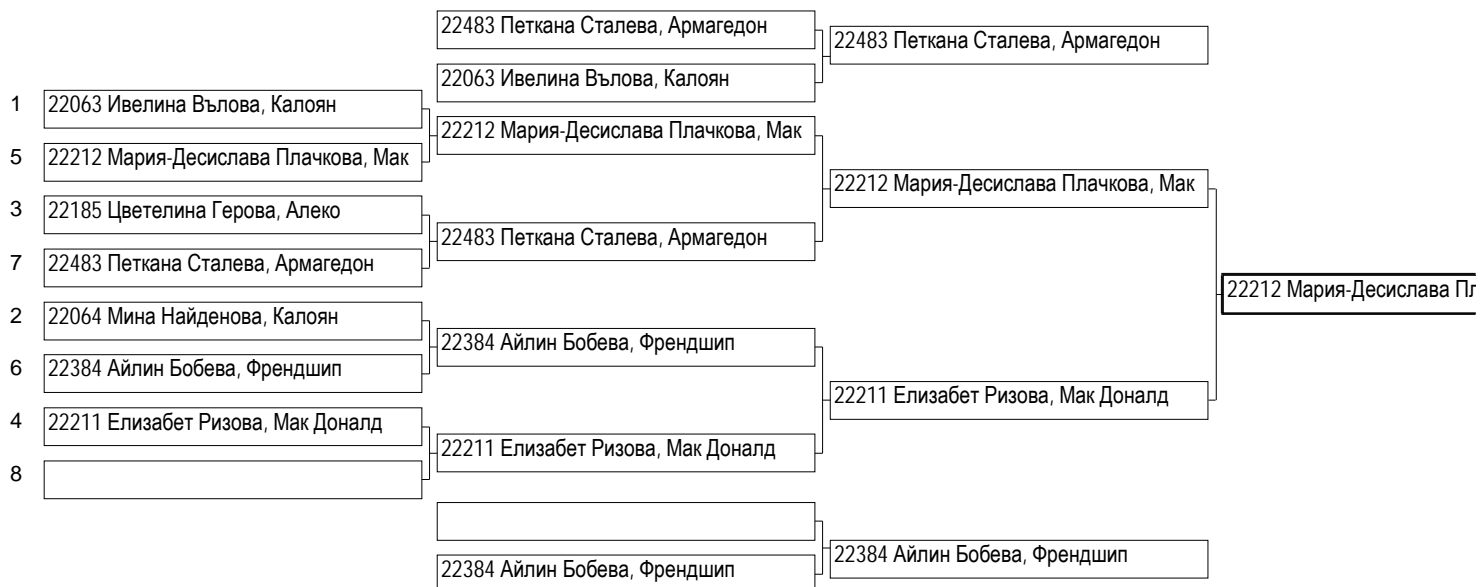 22483 Петкана Сталева, Армагедон
22483 Петкана Сталева, Армагедон
22063 Ивелина Вълова, Калоян
1 22063 Ивелина Вълова, Калоян
22212 Мария-Десислава Плачкова, Мак
5 22212 Мария-Десислава Плачкова, Мак
22212 Мария-Десислава Плачкова, Мак
3 22185 Цветелина Герова, Алеко
22483 Петкана Сталева, Армагедон
7 22483 Петкана Сталева, Армагедон
22212 Мария-Десислава Пл
2 22064 Мина Найденова, Калоян
22384 Айлин Бобева, Френдшип
6 22384 Айлин Бобева, Френдшип
22211 Елизабет Ризова, Мак Доналд
4 22211 Елизабет Ризова, Мак Доналд
22211 Елизабет Ризова, Мак Доналд
8
22384 Айлин Бобева, Френдшип
22384 Айлин Бобева, Френдшип